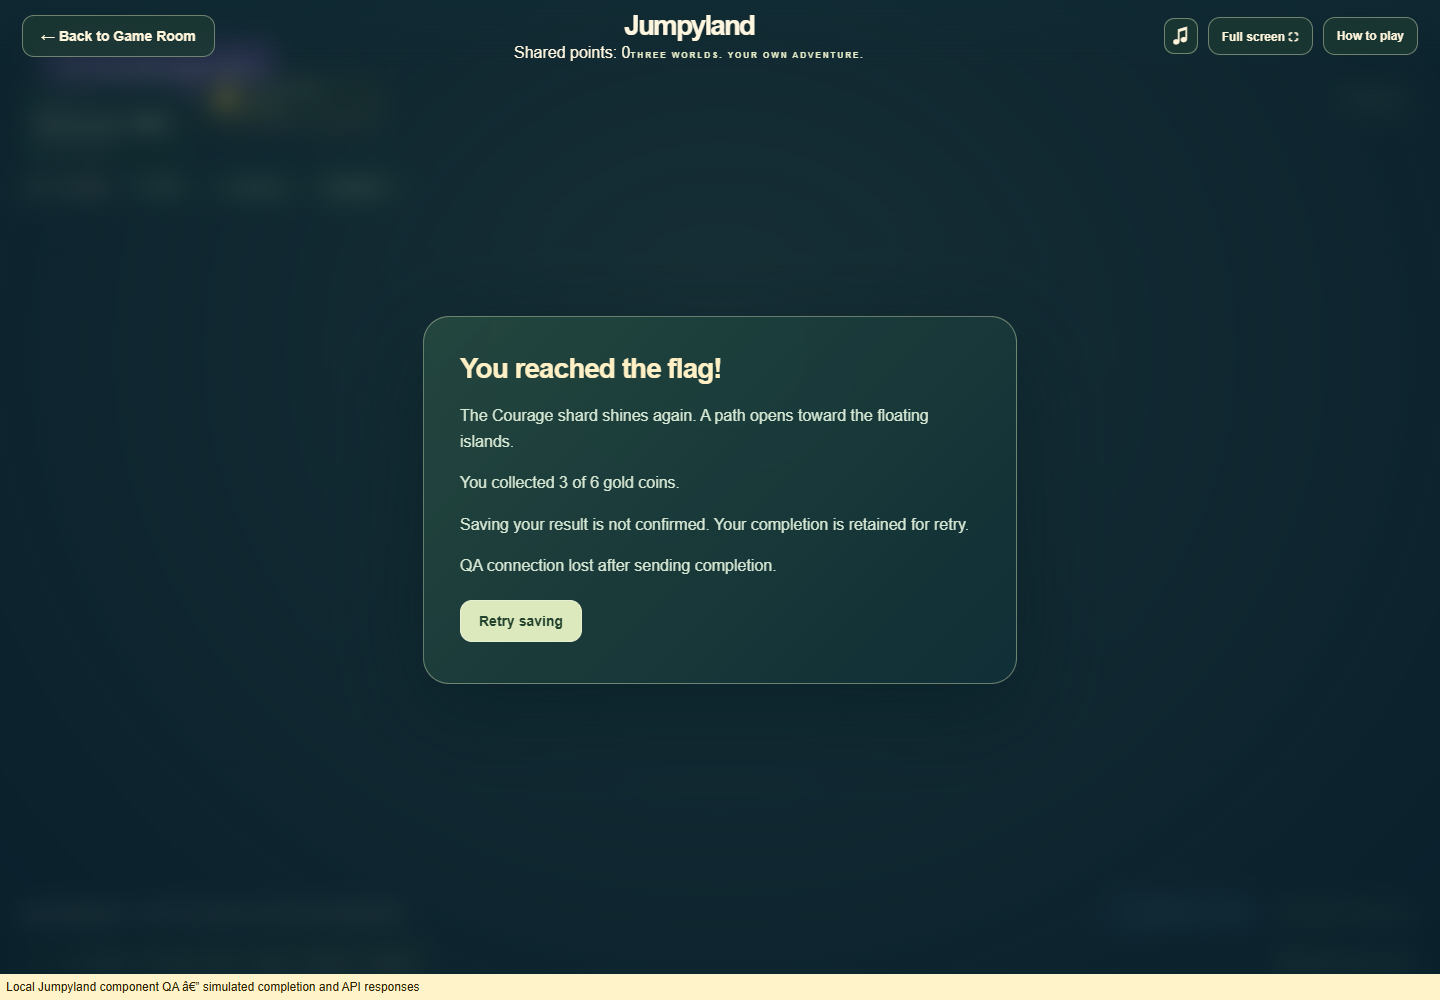 ← Back to Game Room
Jumpyland
Shared points: 0 THREE WORLDS. YOUR OWN ADVENTURE.
Full screen
How to play
You reached the flag!
The Courage shard shines again. A path opens toward the floating
islands.
You collected 3 of 6 gold coins.
Saving your result is not confirmed. Your completion is retained for retry.
QA connection lost after sending completion.
Retry saving
Local Jumpyland component QA â€” simulated completion and API responses